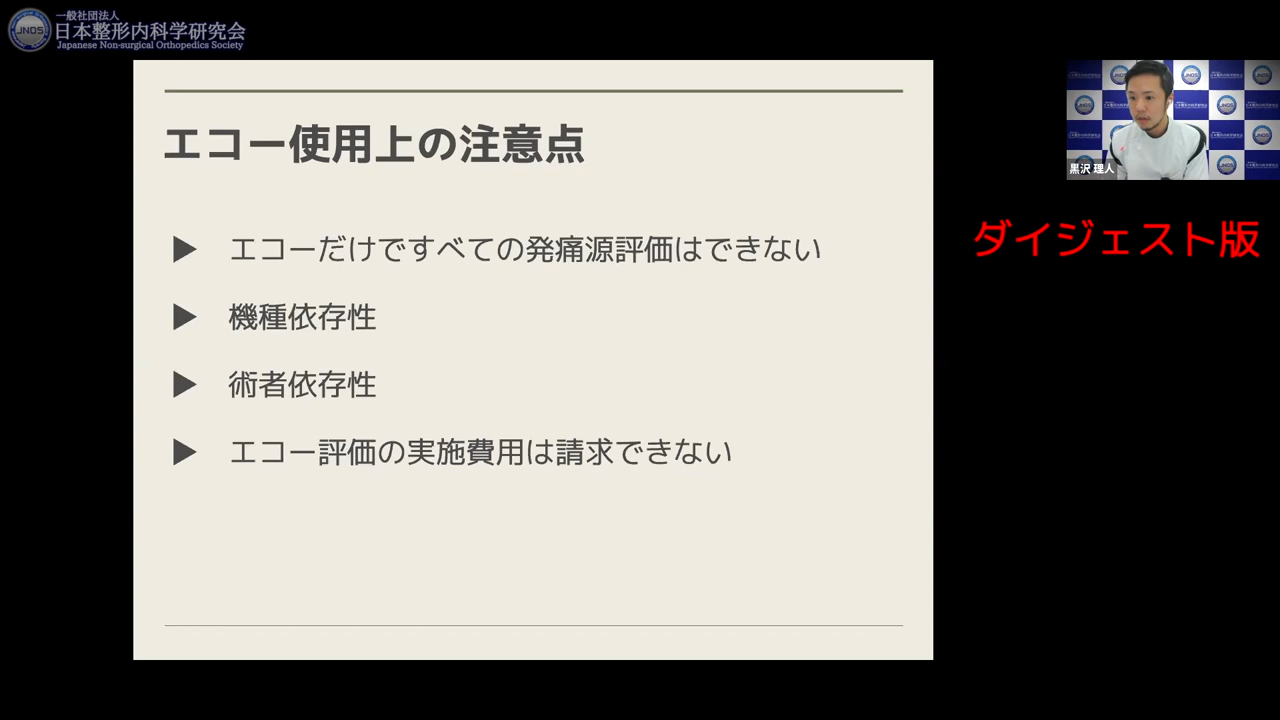 一般社団法人
日本整形内科学研究会
Japanese Non-surgical Orthopedics Society
JNOS
エコー使用上の注意点
▶ エコーだけですべての発痛源評価はできない
▶ 機種依存性
▶ 術者依存性
▶ エコー評価の実施費用は請求できない
黒沢 理人
ダイジェスト版